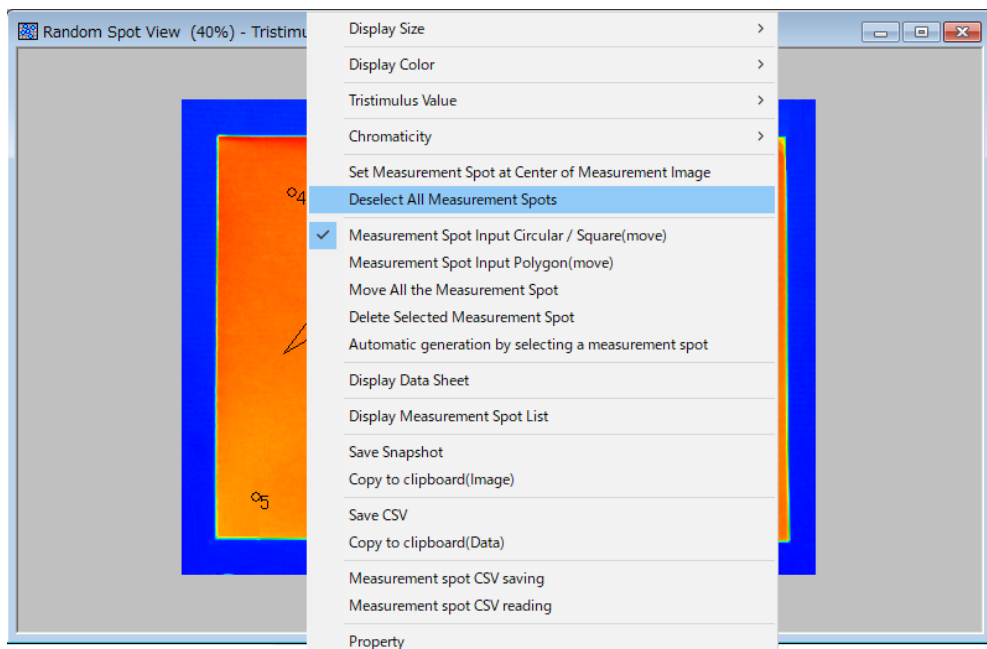 Random Spot View (40%) - Tristimu
Display Size
Display Color
Tristimulus Value
Chromaticity
Set Measurement Spot at Center of Measurement Image
Deselect All Measurement Spots
Measurement Spot Input Circular / Square(move)
Measurement Spot Input Polygon(move)
Move All the Measurement Spot
Delete Selected Measurement Spot
Automatic generation by selecting a measurement spot
Display Data Sheet
Display Measurement Spot List
Save Snapshot
Copy to clipboard(Image)
Save CSV
Copy to clipboard(Data)
Measurement spot CSV saving
Measurement spot CSV reading
Property
4
5